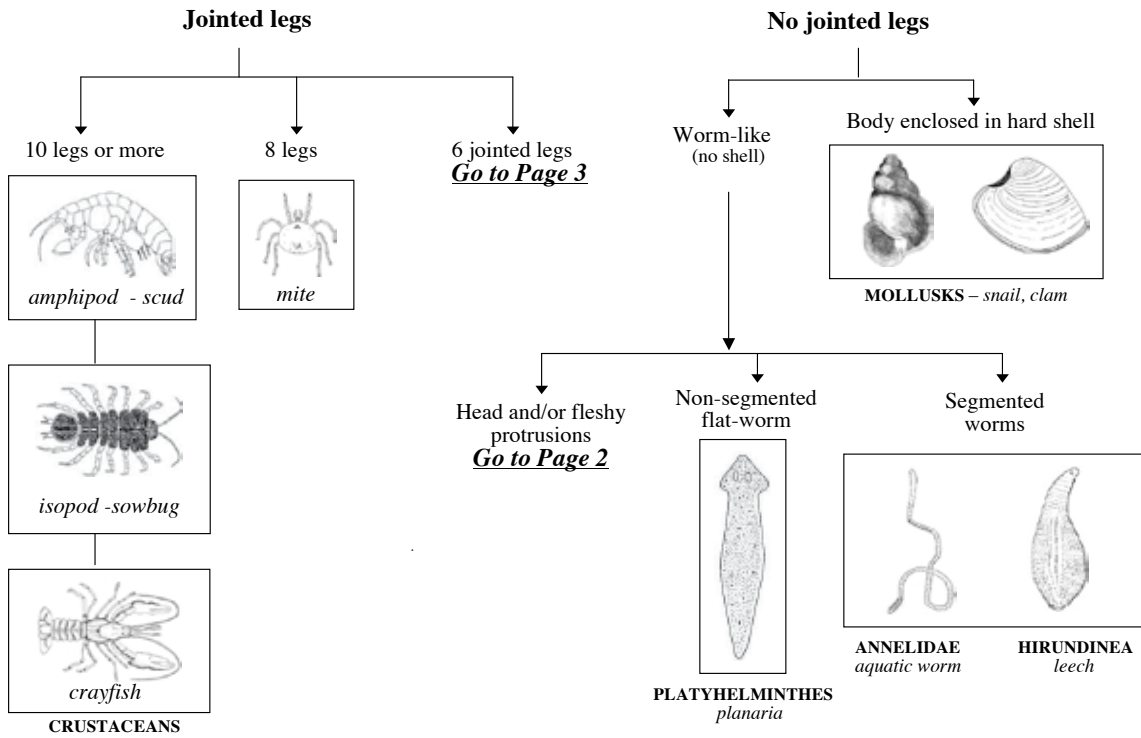 Jointed legs
10 legs or more
amphipod - scud
isopod -sowbug
crayfish
CRUSTACEANS
8 legs
mite
6 jointed legs
Go to Page 3
No jointed legs
Worm-like
(no shell)
Body enclosed in hard shell
MOLLUSKS – snail, clam
Head and/or fleshy
protrusions
Go to Page 2
Non-segmented
flat-worm
PLATYHELMINTHES
planaria
Segmented
worms
ANNELIDAE
aquatic worm
HIRUNDINEA
leech